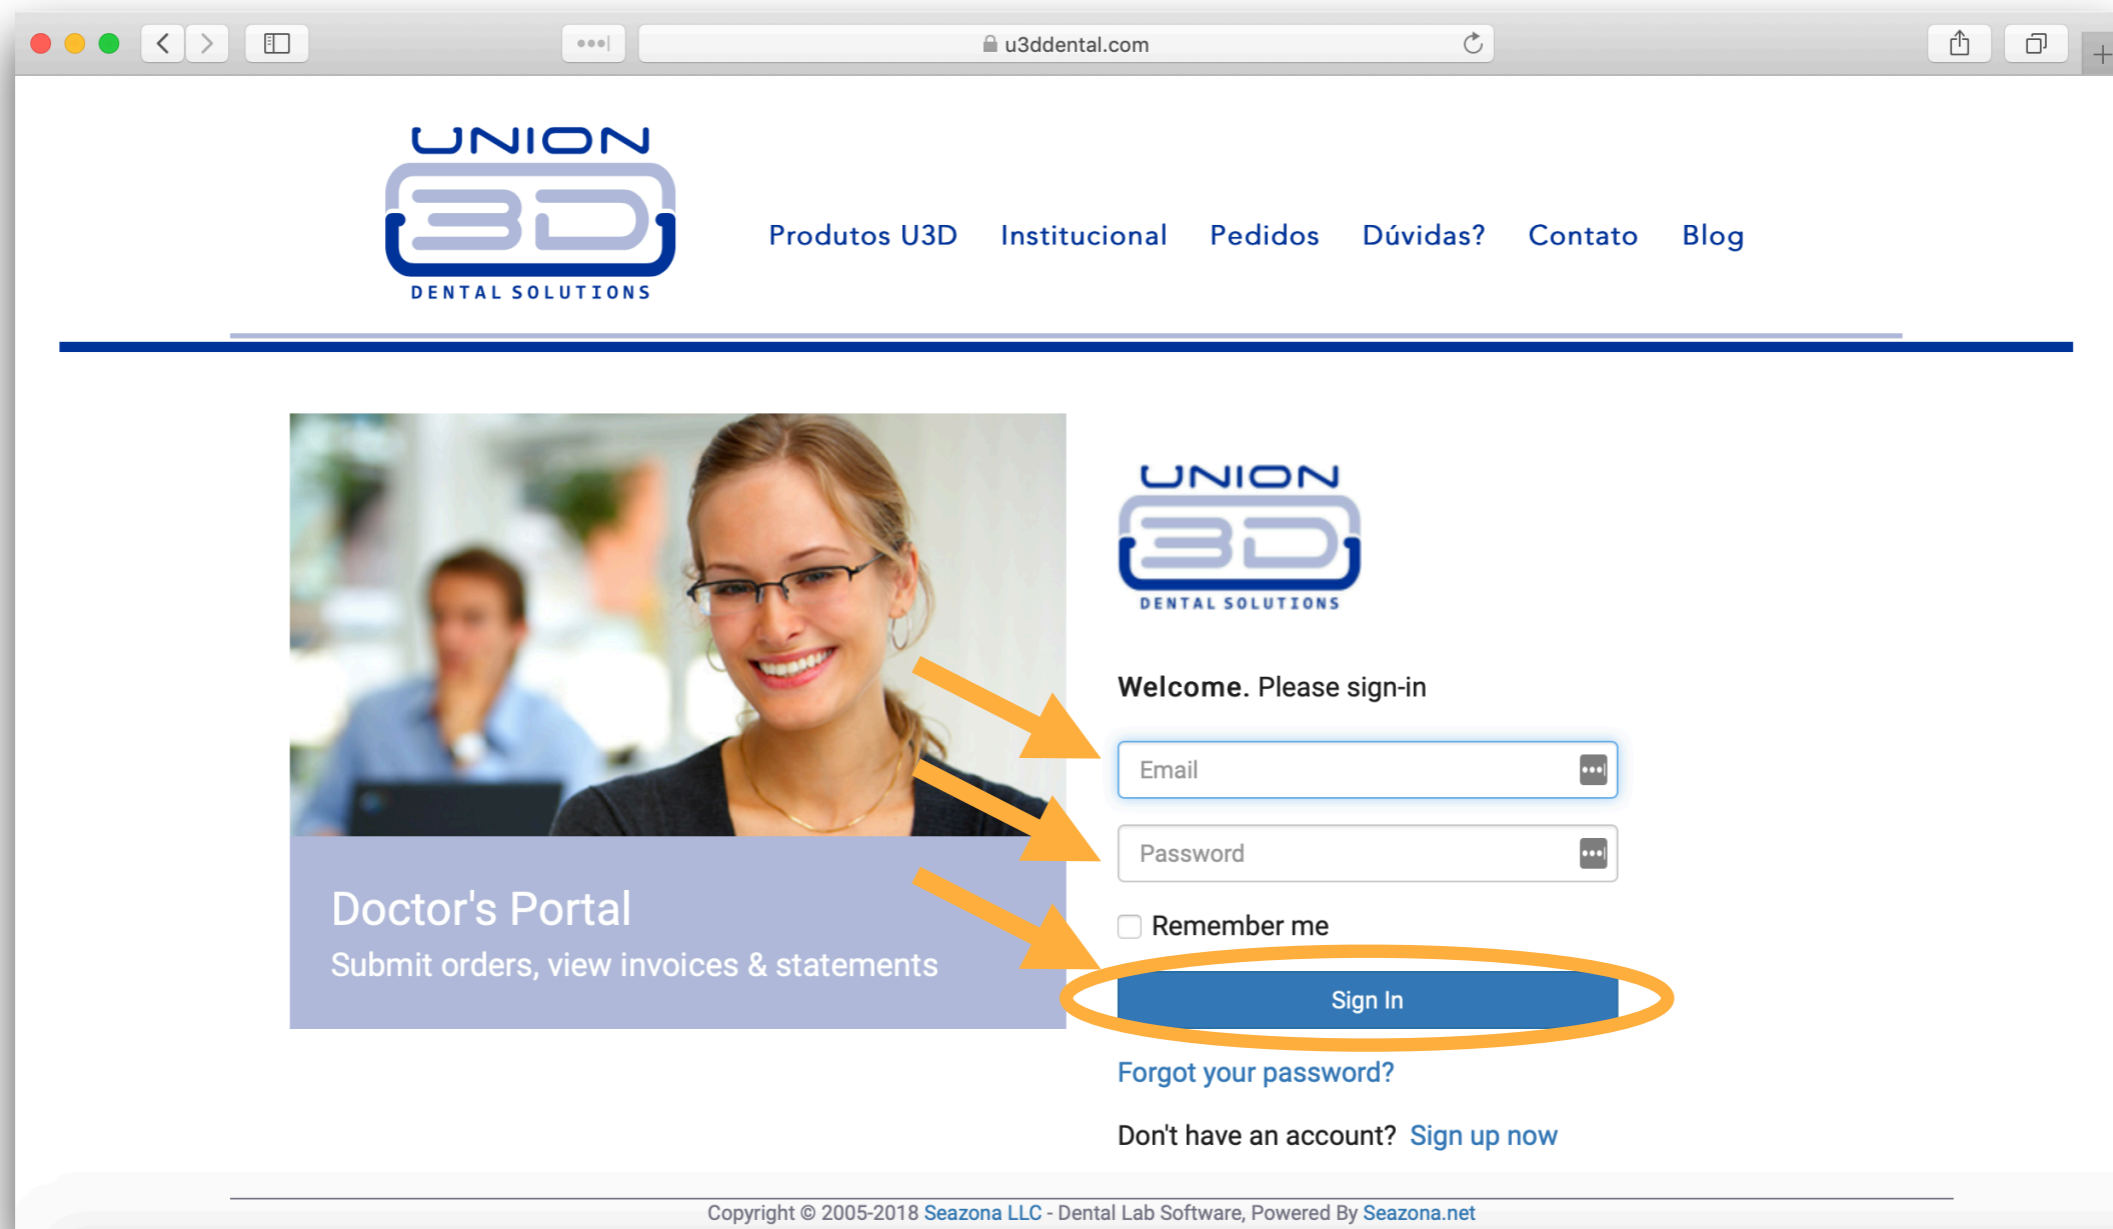 u3ddental.com
UNION
3D
DENTAL SOLUTIONS
Produtos U3D Institucional Pedidos Dúvidas? Contato Blog
Doctor's Portal
Submit orders, view invoices & statements
UNION
3D
DENTAL SOLUTIONS
Welcome. Please sign-in
Email
Password
Remember me
Sign In
Forgot your password?
Don't have an account? Sign up now
Copyright © 2005-2018 Seazona LLC - Dental Lab Software, Powered By Seazona.net